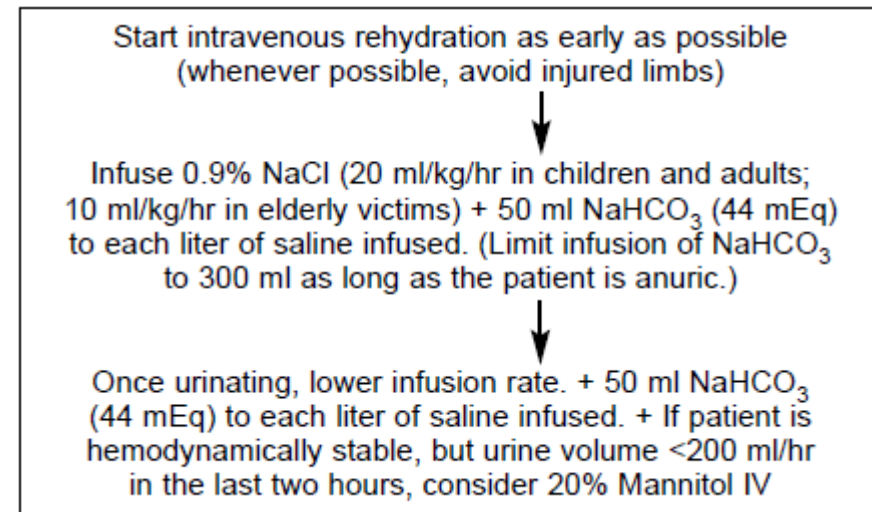 Start intravenous rehydration as early as possible
(whenever possible, avoid injured limbs)
Infuse 0.9% NaCl (20 ml/kg/hr in children and adults;
10 ml/kg/hr in elderly victims) + 50 ml NaHCO₃ (44 mEq)
to each liter of saline infused. (Limit infusion of NaHCO₃
to 300 ml as long as the patient is anuric.)
Once urinating, lower infusion rate. + 50 ml NaHCO₃
(44 mEq) to each liter of saline infused. + If patient is
hemodynamically stable, but urine volume <200 ml/hr
in the last two hours, consider 20% Mannitol IV